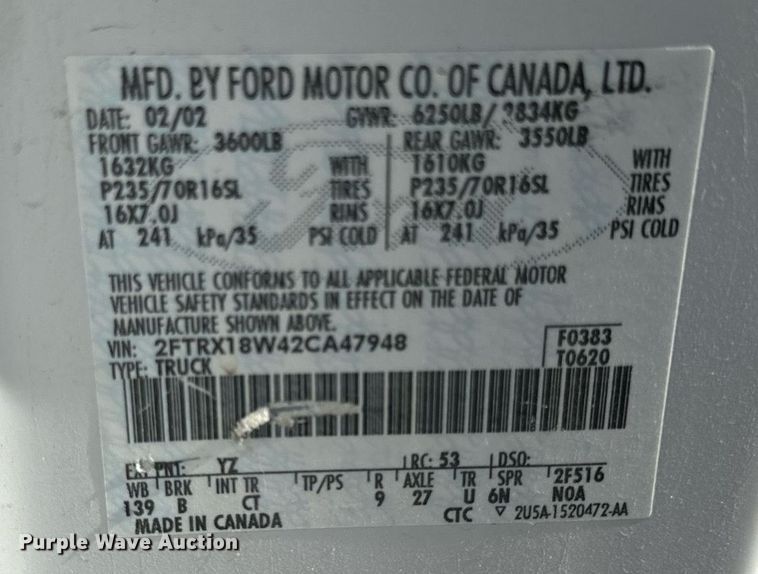 MFD. BY FORD MOTOR CO. OF CANADA, LTD.
DATE: 02/02 GVWR: 6250LB/ 2834KG
FRONT GAWR: 3600LB REAR GAWR: 3550LB
1632KG WITH 1610KG WITH
P235/70R16SL TIRES P235/70R16SL TIRES
16X7.0J RIMS 16X7.0J RIMS
AT 241 kPa/35 PSI COLD AT 241 kPa/35 PSI COLD
THIS VEHICLE CONFORMS TO ALL APPLICABLE FEDERAL MOTOR
VEHICLE SAFETY STANDARDS IN EFFECT ON THE DATE OF
MANUFACTURE SHOWN ABOVE.
VIN: 2FTRX18W42CA47948 F0383
TYPE: TRUCK T0620
EXT PNT: YZ RC: 53 DSO:
WB BRK INT TR TP/PS R AXLE TR SPR 2F516
139 B CT 9 27 U 6N NOA
MADE IN CANADA CTC ▽ 2U5A-1520472-AA
Purple Wave Auction